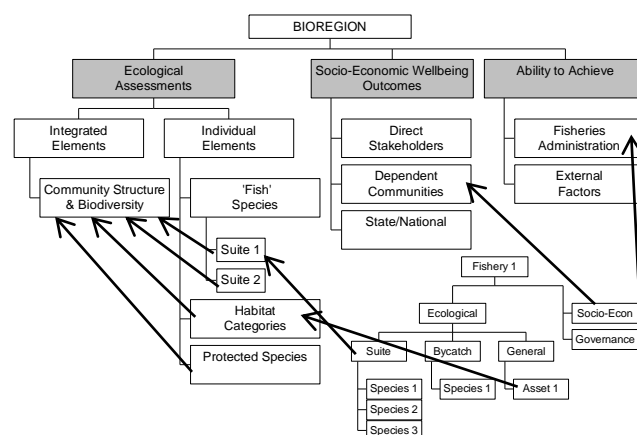 BIOREGION
Ecological
Assessments
Socio-Economic Wellbeing
Outcomes
Ability to Achieve
Integrated
Elements
Individual
Elements
Community Structure
& Biodiversity
'Fish'
Species
Suite 1
Suite 2
Habitat
Categories
Protected Species
Direct
Stakeholders
Dependent
Communities
State/National
Fisheries
Administration
External
Factors
Fishery 1
Ecological
Socio-Econ
Governance
Suite
Bycatch
General
Species 1
Species 2
Species 3
Species 1
Asset 1